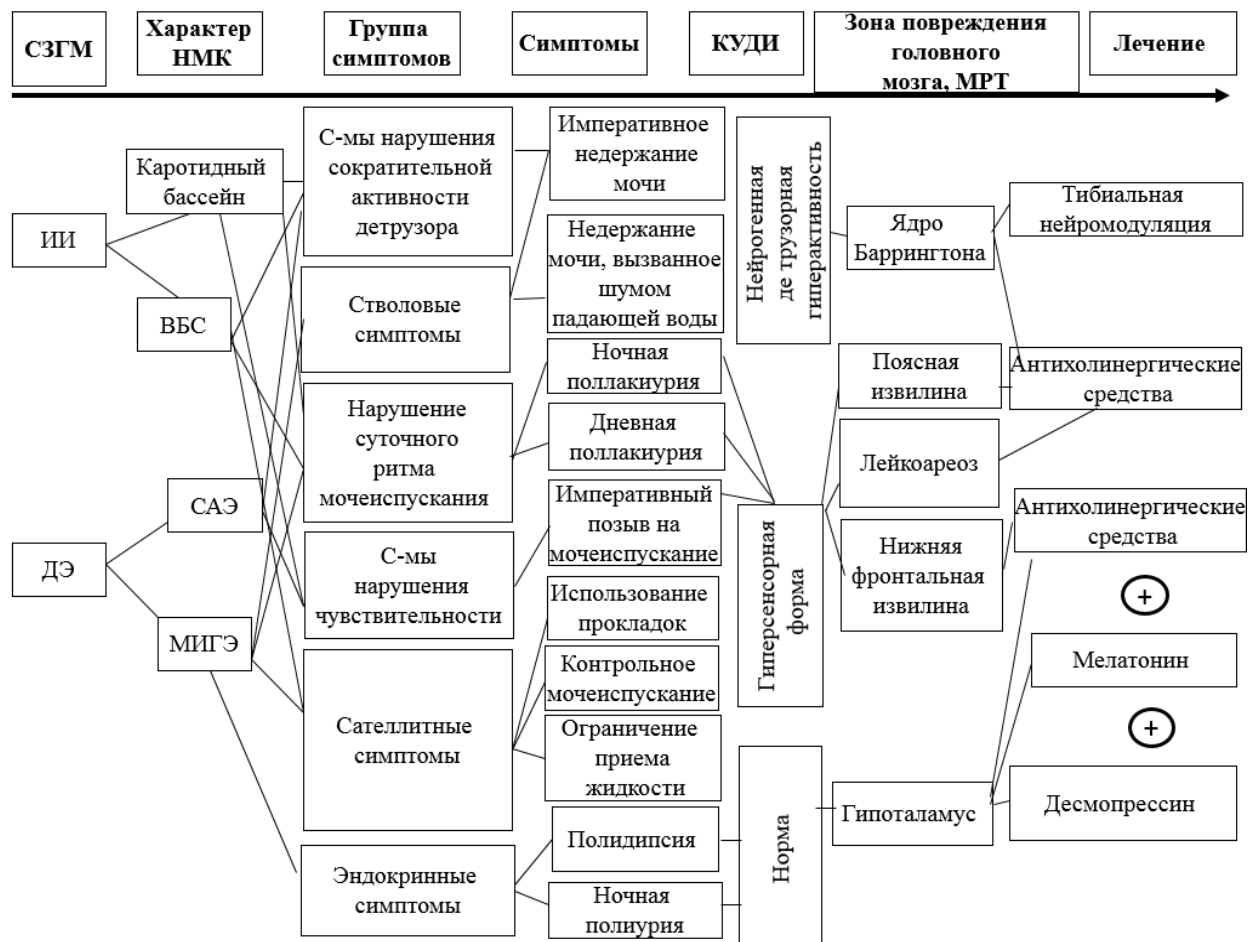 СЗГМ
Характер
НМК
Группа
симптомов
Симптомы
КУДИ
Зона повреждения
головного
мозга, МРТ
Лечение
ИИ
ДЭ
Каротидный
бассейн
ВБС
САЭ
МИГЭ
С-мы нарушения
сократительной
активности
детрузора
Стволовые
симптомы
Нарушение
суточного
ритма
мочеиспускания
С-мы
нарушения
чувствительности
Сателлитные
симптомы
Эндокринные
симптомы
Императивное
недержание
мочи
Недержание
мочи, вызванное
шумом
падающей воды
Ночная
поллакиурия
Дневная
поллакиурия
Императивный
позыв на
мочеиспускание
Использование
прокладок
Контрольное
мочеиспускание
Ограничение
приема
жидкости
Полидипсия
Ночная
полиурия
Нейрогенная
де трузорная
гиперактивность
Гиперсенсорная
форма
Норма
Ядро
Баррингтона
Поясная
извилина
Лейкоареоз
Нижняя
фронтальная
извилина
Гипоталамус
Тибиальная
нейромодуляция
Антихолинергические
средства
Антихолинергические
средства
+
Мелатонин
+
Десмопрессин